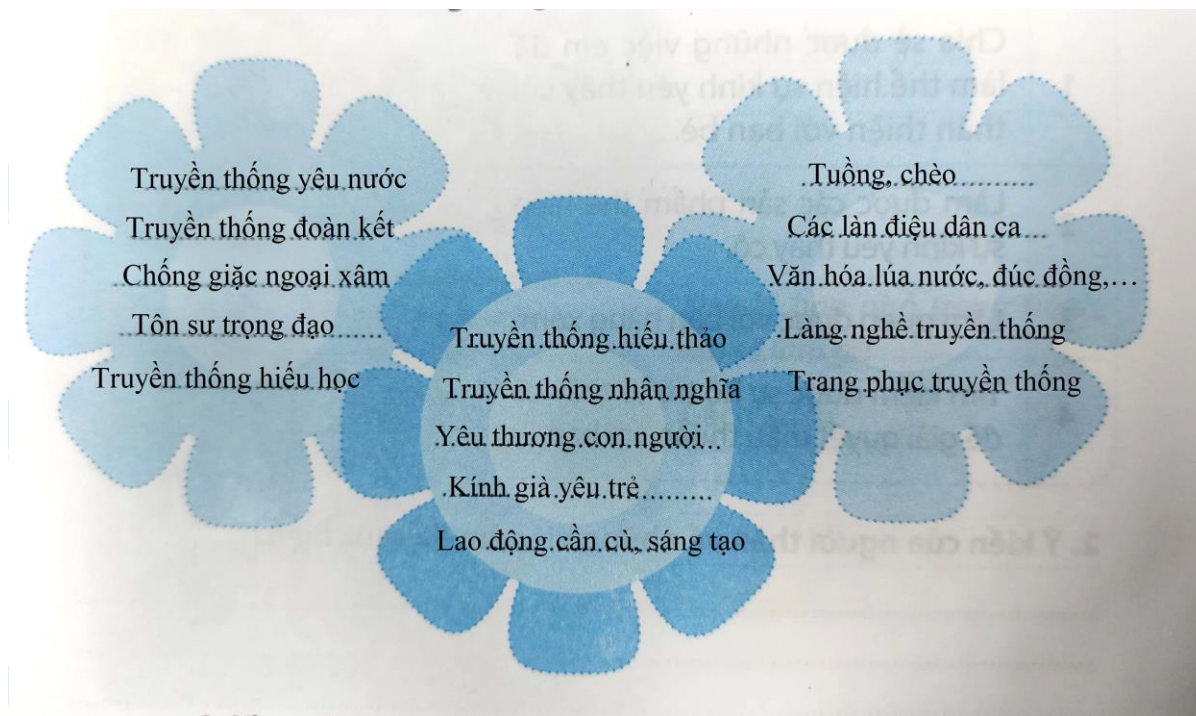 Truyền thống yêu nước
Truyền thống đoàn kết
Chống giặc ngoại xâm
Tôn sư trọng đạo
Truyền thống hiếu học
Truyền thống hiếu thảo
Truyền thống nhân nghĩa
Yêu thương con người
Kính già yêu trẻ
Lao động cần cù, sáng tạo
Tuồng, chèo
Các làn điệu dân ca
Văn hóa lúa nước, đúc đồng,…
Làng nghề truyền thống
Trang phục truyền thống